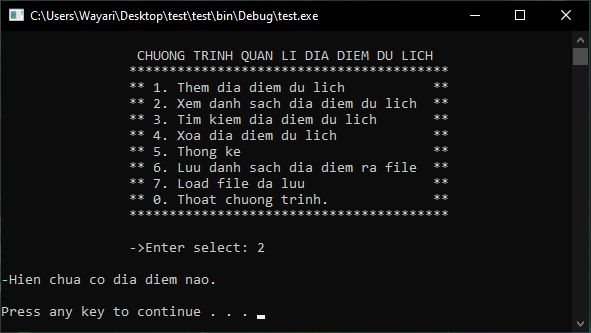 C:\Users\Wayari\Desktop\test\test\bin\Debug\test.exe
CHUONG TRINH QUAN LI DIA DIEM DU LICH
****************************************
** 1. Them dia diem du lich **
** 2. Xem danh sach dia diem du lich **
** 3. Tim kiem dia diem du lich **
** 4. Xoa dia diem du lich **
** 5. Thong ke **
** 6. Luu danh sach dia diem ra file **
** 7. Load file da luu **
** 0. Thoat chuong trinh. **
****************************************
->Enter select: 2
-Hien chua co dia diem nao.
Press any key to continue . . .